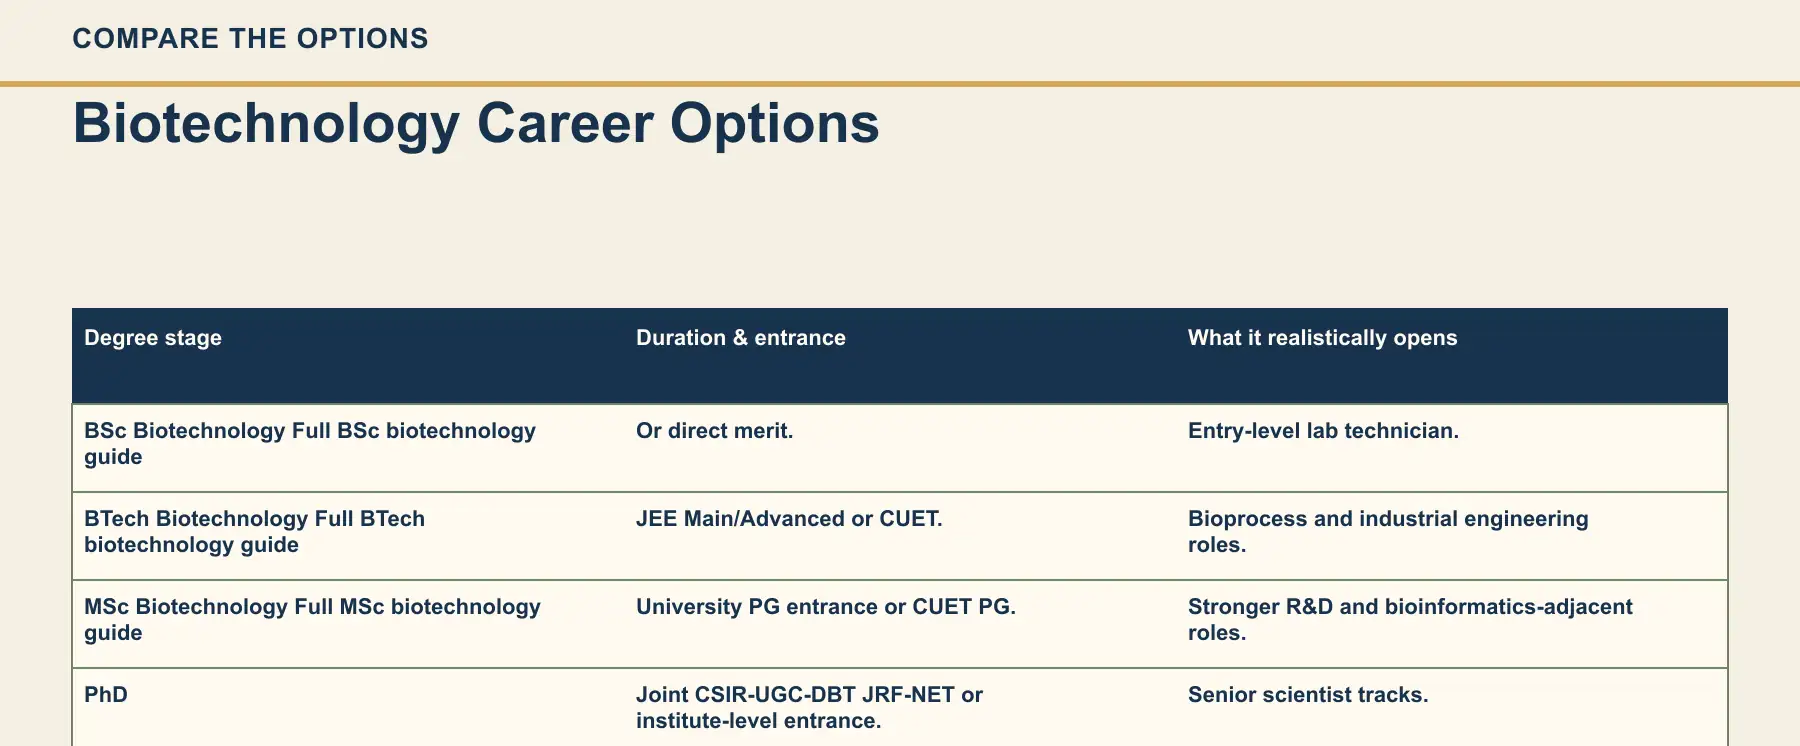 COMPARE THE OPTIONS
Biotechnology Career Options
Degree stage
Duration & entrance
What it realistically opens
BSc Biotechnology Full BSc biotechnology
guide
Or direct merit.
Entry-level lab technician.
BTech Biotechnology Full BTech
biotechnology guide
JEE Main/Advanced or CUET.
Bioprocess and industrial engineering
roles.
MSc Biotechnology Full MSc biotechnology
guide
University PG entrance or CUET PG.
Stronger R&D and bioinformatics-adjacent
roles.
PhD
Joint CSIR-UGC-DBT JRF-NET or
institute-level entrance.
Senior scientist tracks.